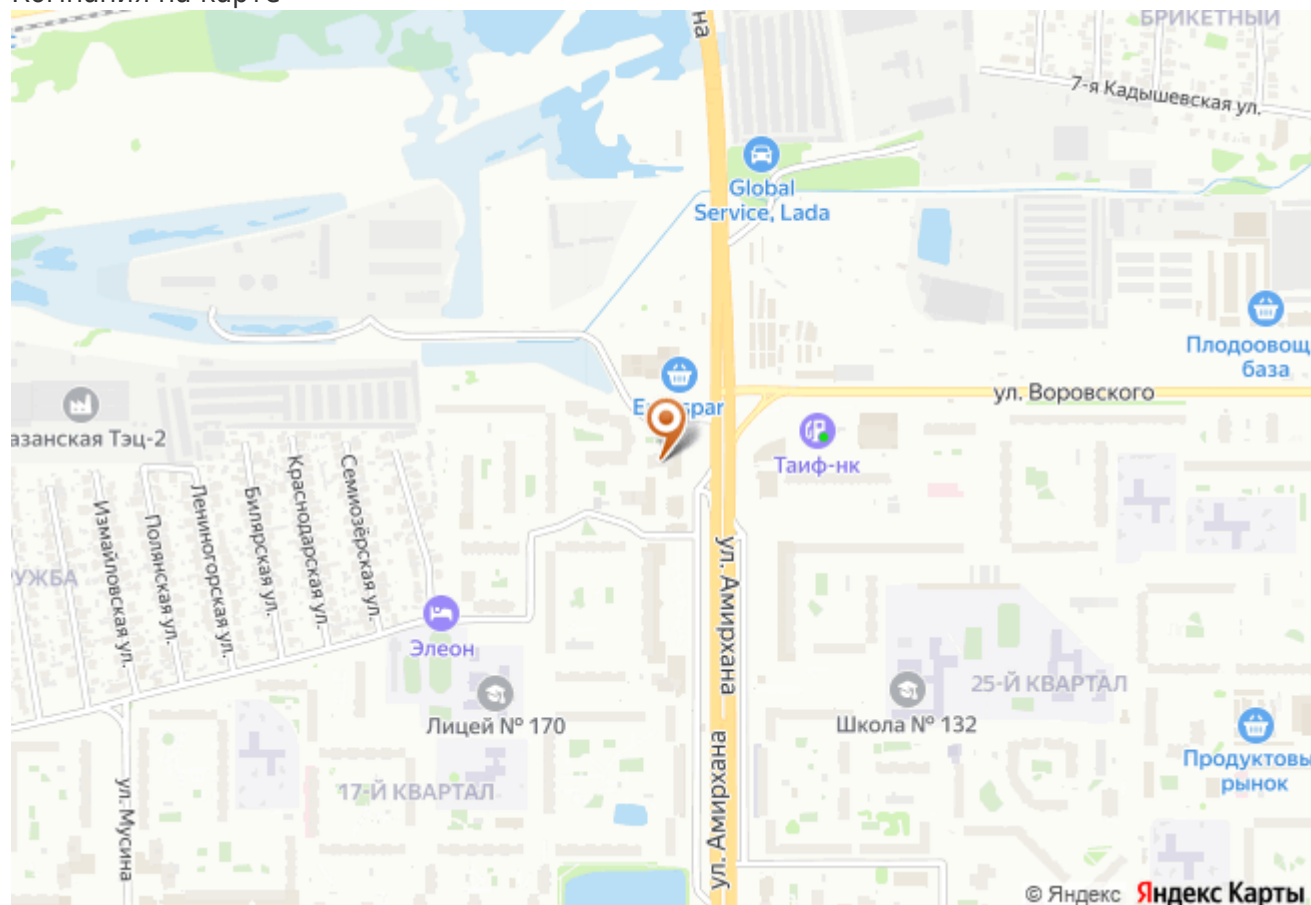 на
БРИКЕТНЫЙ
7-я Кадышевская ул.
Global
Service, Lada
Плодоовощ
база
ул. Воровского
азанская Тэц-2
Таиф-нк
Семиозёрская ул.
Краснодарская ул.
Билярская ул.
Лениногорская ул.
Полянская ул.
Измайловская ул.
УЖБА
ул. Амирхана
Элеон
25-Й КВАРТАЛ
Лицей № 170
Школа № 132
ул. Амирхана
Продуктовы
рынок
17-Й КВАРТАЛ
ул. Мусина
© Яндекс Яндекс Карты